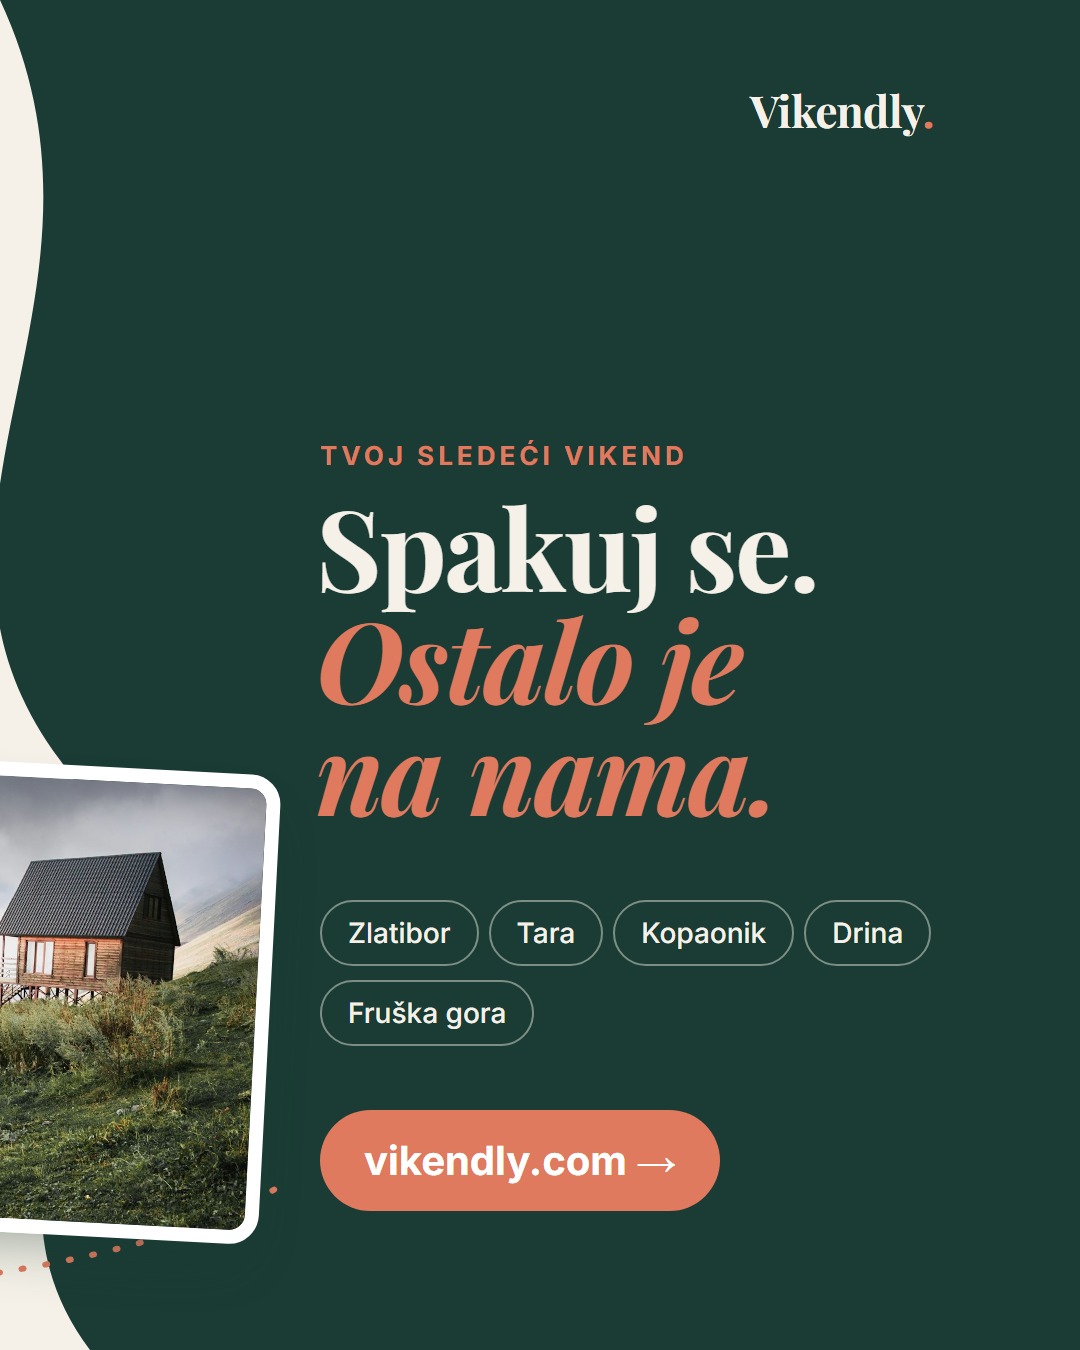 Vikendly.
TVOJ SLEDEĆI VIKEND
Spakuj se.
Ostalo je
na nama.
Zlatibor Tara Kopaonik Drina
Fruška gora
vikendly.com →